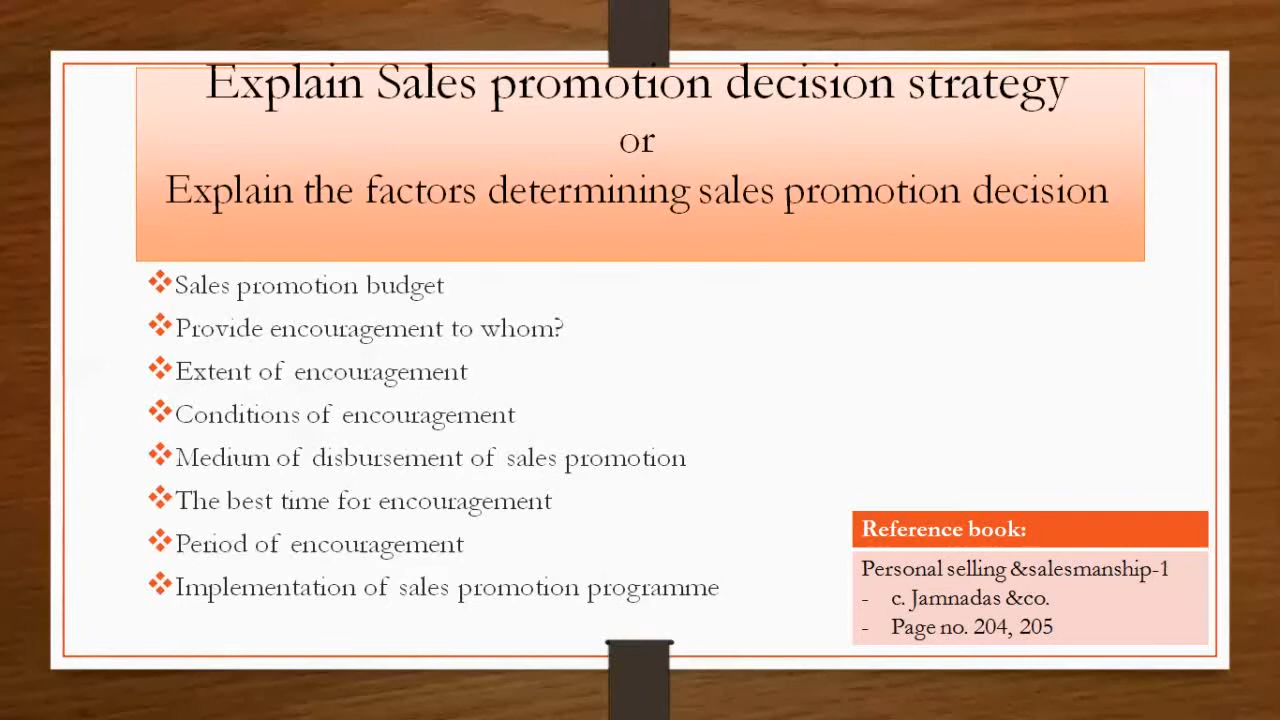 Explain Sales promotion decision strategy
or
Explain the factors determining sales promotion decision
❖Sales promotion budget
❖Provide encouragement to whom?
❖Extent of encouragement
❖Conditions of encouragement
❖Medium of disbursement of sales promotion
❖The best time for encouragement
❖Period of encouragement
❖Implementation of sales promotion programme
Reference book:
Personal selling &salesmanship-1
- c. Jamnadas &co.
- Page no. 204, 205